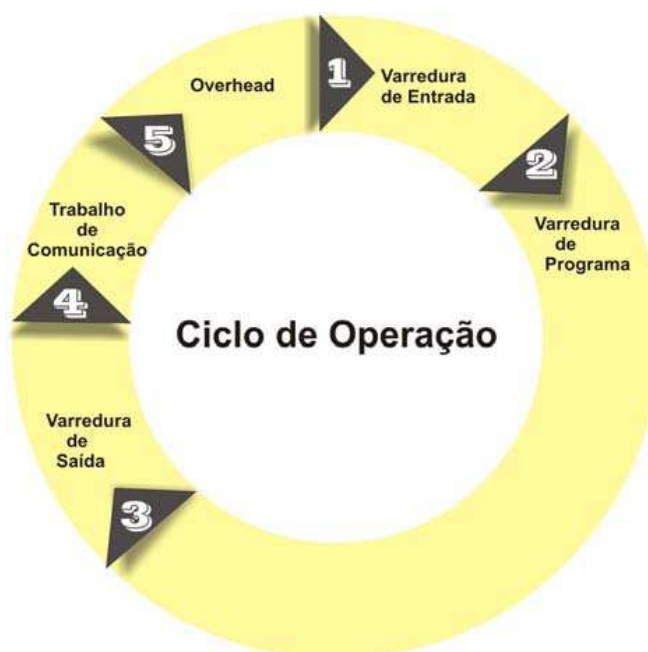 1
Varredura
de Entrada
2
Varredura
de
Programa
3
Varredura
de
Saída
4
Trabalho
de
Comunicação
5
Overhead
Ciclo de Operação